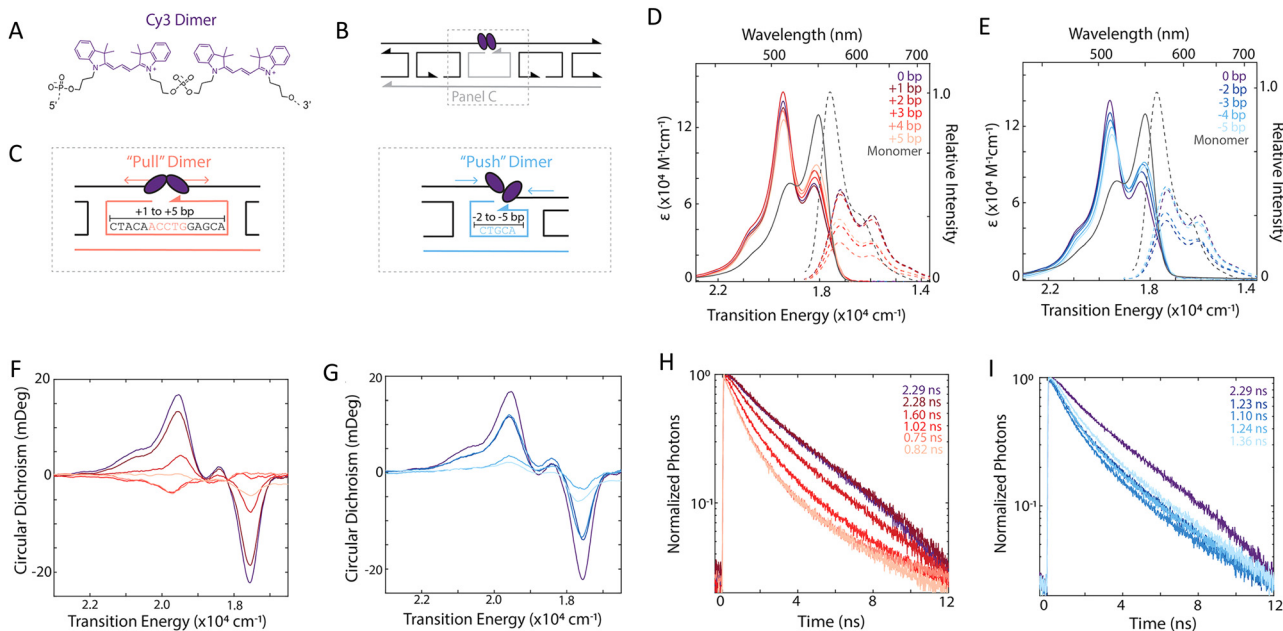 A
Cy3 Dimer
N
N+
N
N+
O
O-
P
O
O
5'
O
O-
P
O
O
O
3'
B
Panel C
C
"Pull" Dimer
+1 to +5 bp
CTACAACCTGGAGCA
"Push" Dimer
-2 to -5 bp
CTGCA
D
Wavelength (nm)
500 600 700
0 bp
+1 bp
+2 bp
+3 bp
+4 bp
+5 bp
Monomer
ε (x10⁴ M⁻¹cm⁻¹)
12
6
0
1.0
0
Relative Intensity
2.2 1.8 1.4
Transition Energy (x10⁴ cm⁻¹)
E
Wavelength (nm)
500 600 700
0 bp
-2 bp
-3 bp
-4 bp
-5 bp
Monomer
ε (x10⁴ M⁻¹cm⁻¹)
12
6
0
1.0
0
Relative Intensity
2.2 1.8 1.4
Transition Energy (x10⁴ cm⁻¹)
F
Circular Dichroism (mDeg)
20
0
-20
2.2 2.0 1.8
Transition Energy (x10⁴ cm⁻¹)
G
Circular Dichroism (mDeg)
20
0
-20
2.2 2.0 1.8
Transition Energy (x10⁴ cm⁻¹)
H
Normalized Photons
10⁰
10⁻¹
2.29 ns
2.28 ns
1.60 ns
1.02 ns
0.75 ns
0.82 ns
0 4 8 12
Time (ns)
I
Normalized Photons
10⁰
10⁻¹
2.29 ns
1.23 ns
1.10 ns
1.24 ns
1.36 ns
0 4 8 12
Time (ns)